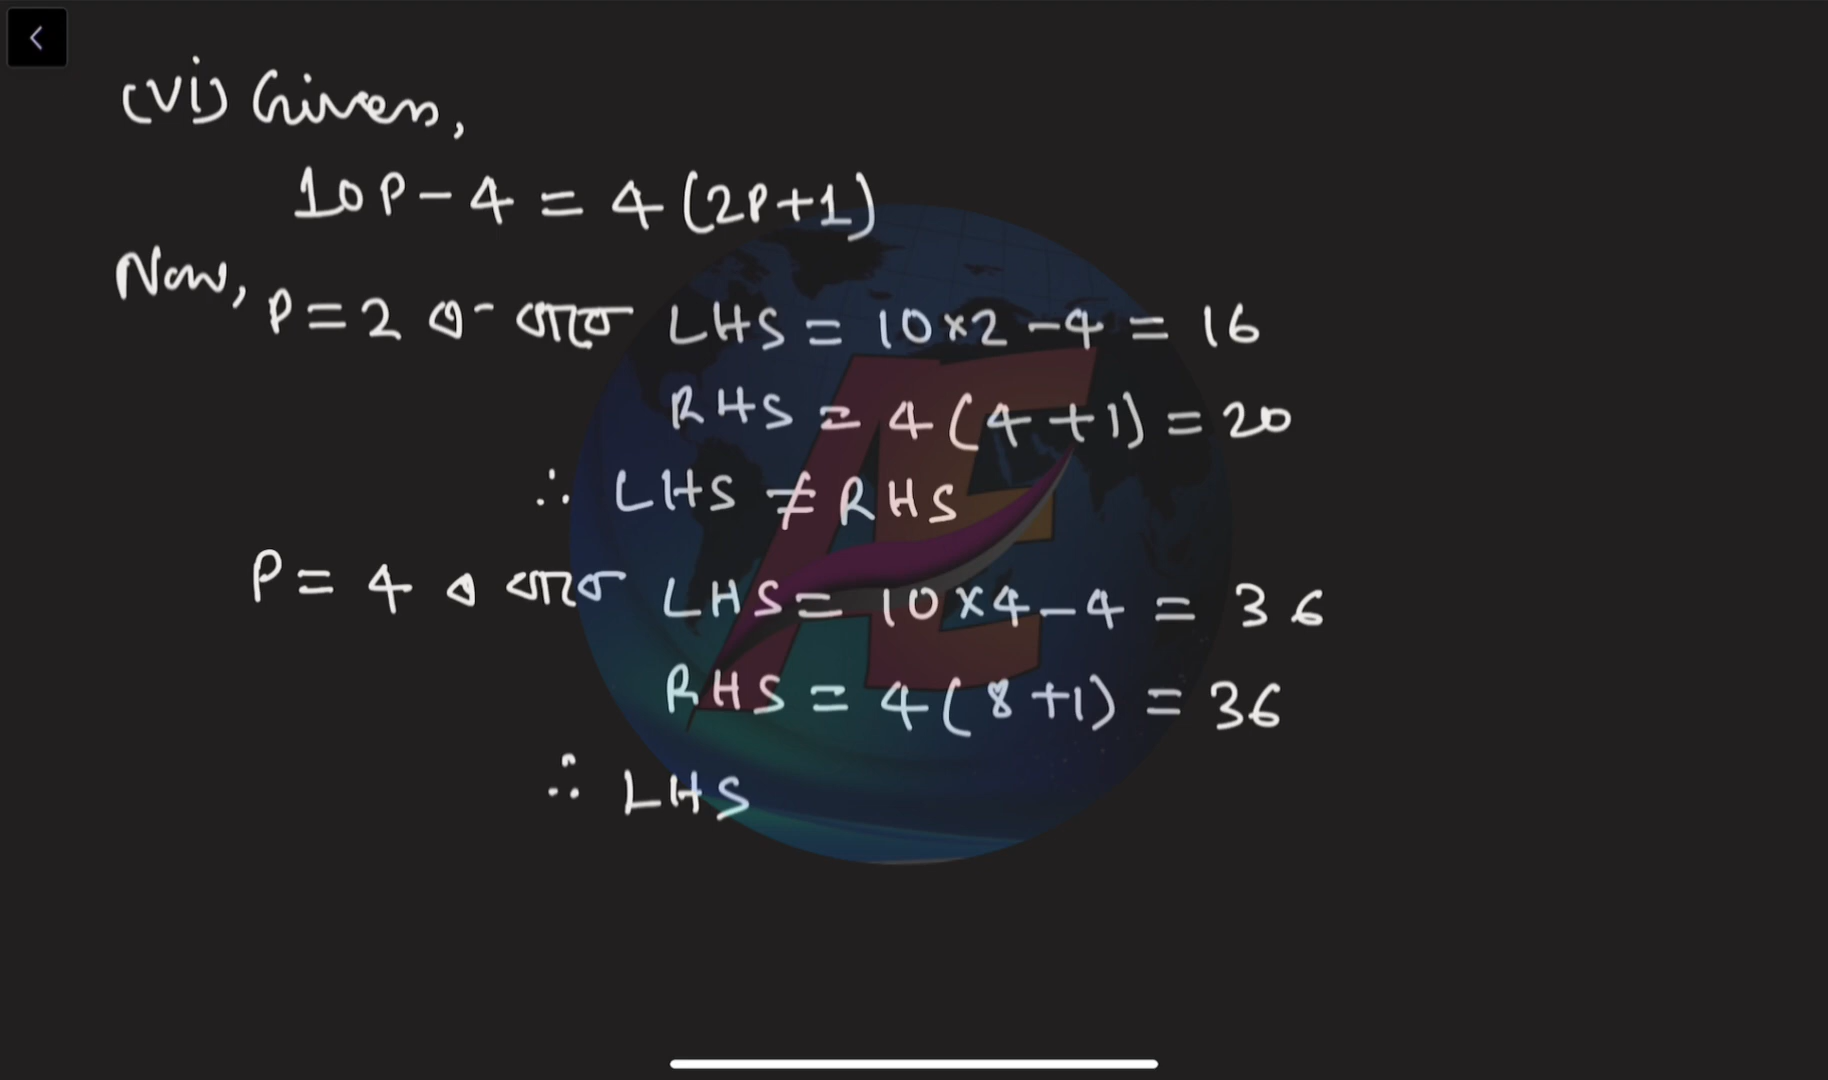 (vi) Given,
10P - 4 = 4(2P+1)
Now, P = 2 LHS = 10×2 - 4 = 16
RHS = 4(4+1) = 20
∴ LHS ≠ RHS
P = 4 LHS = 10×4-4 = 36
RHS = 4(8+1) = 36
∴ LHS